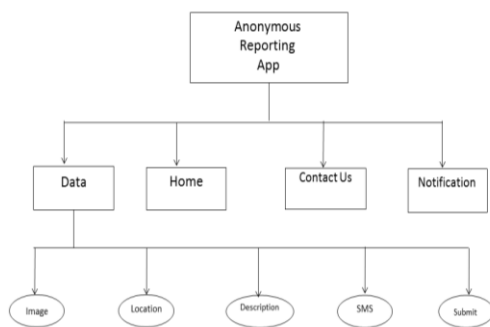 Anonymous
Reporting
App
Data
Home
Contact Us
Notification
Image
Location
Description
SMS
Submit